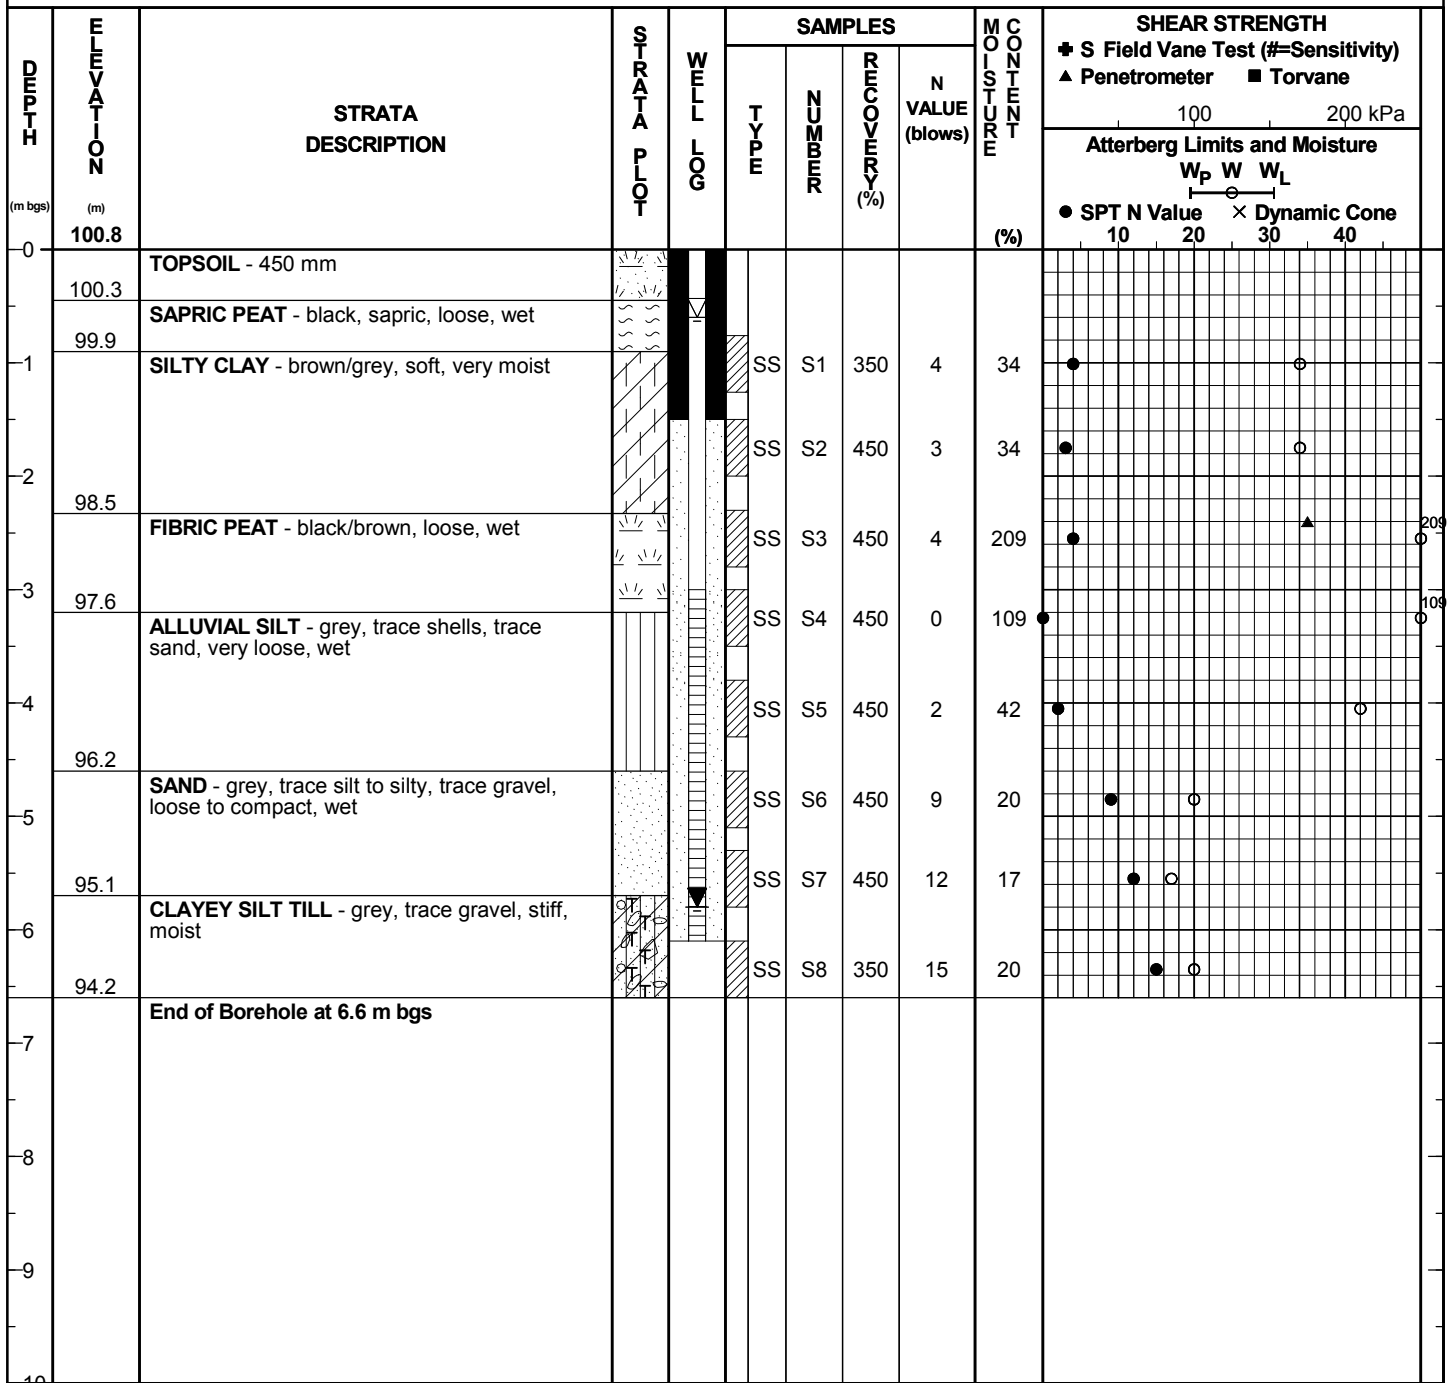 DEPTH
(m bgs)
ELEVATION
(m)
100.8
STRATA
DESCRIPTION
STRATA PLOT
WELL LOG
SAMPLES
TYPE
NUMBER
RECOVERY
(%)
N
VALUE
(blows)
MOISTURE
CONTENT
(%)
SHEAR STRENGTH
✚ S Field Vane Test (#=Sensitivity)
▲ Penetrometer ■ Torvane
100 200 kPa
Atterberg Limits and Moisture
WP W WL
● SPT N Value × Dynamic Cone
10 20 30 40
0
TOPSOIL - 450 mm
100.3
SAPRIC PEAT - black, sapric, loose, wet
99.9
1
SILTY CLAY - brown/grey, soft, very moist
SS S1 350 4 34
SS S2 450 3 34
2
98.5
FIBRIC PEAT - black/brown, loose, wet
SS S3 450 4 209
209
3
97.6
109
ALLUVIAL SILT - grey, trace shells, trace
sand, very loose, wet
SS S4 450 0 109
4
SS S5 450 2 42
96.2
SAND - grey, trace silt to silty, trace gravel,
loose to compact, wet
SS S6 450 9 20
5
SS S7 450 12 17
95.1
CLAYEY SILT TILL - grey, trace gravel, stiff,
moist
6
SS S8 350 15 20
94.2
End of Borehole at 6.6 m bgs
7
8
9
10